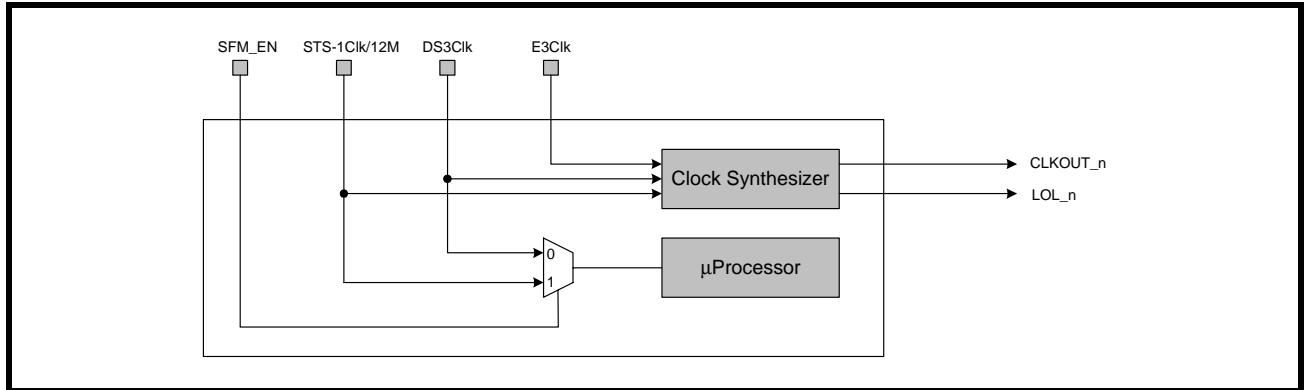 SFM_EN STS-1Clk/12M DS3Clk E3Clk
Clock Synthesizer
CLKOUT_n
LOL_n
0
1
µProcessor